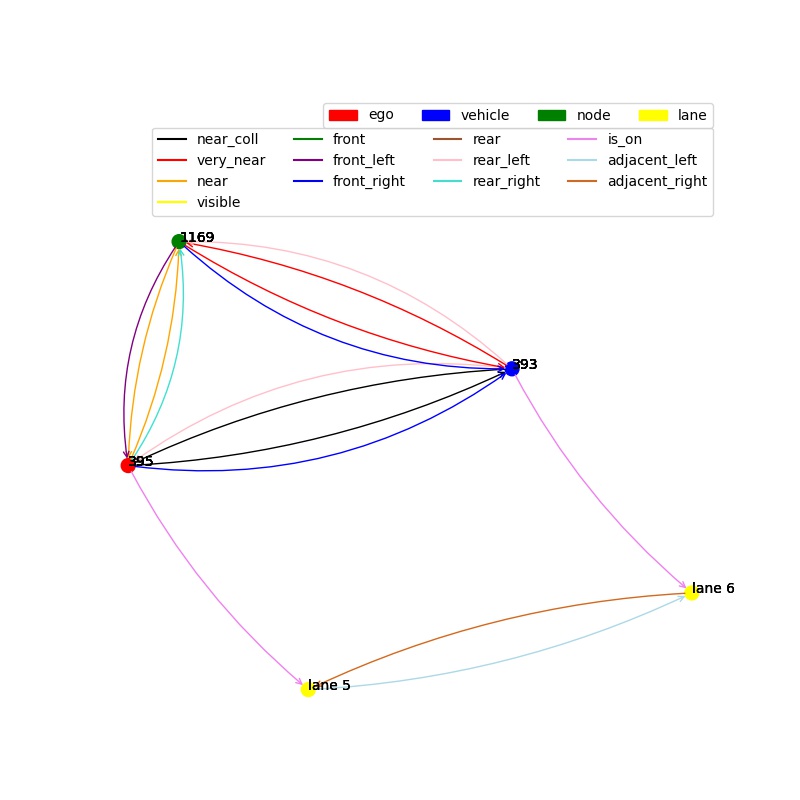 ego vehicle node lane
near_coll front rear is_on
very_near front_left rear_left adjacent_left
near front_right rear_right adjacent_right
visible
1169
393
395
lane 6
lane 5